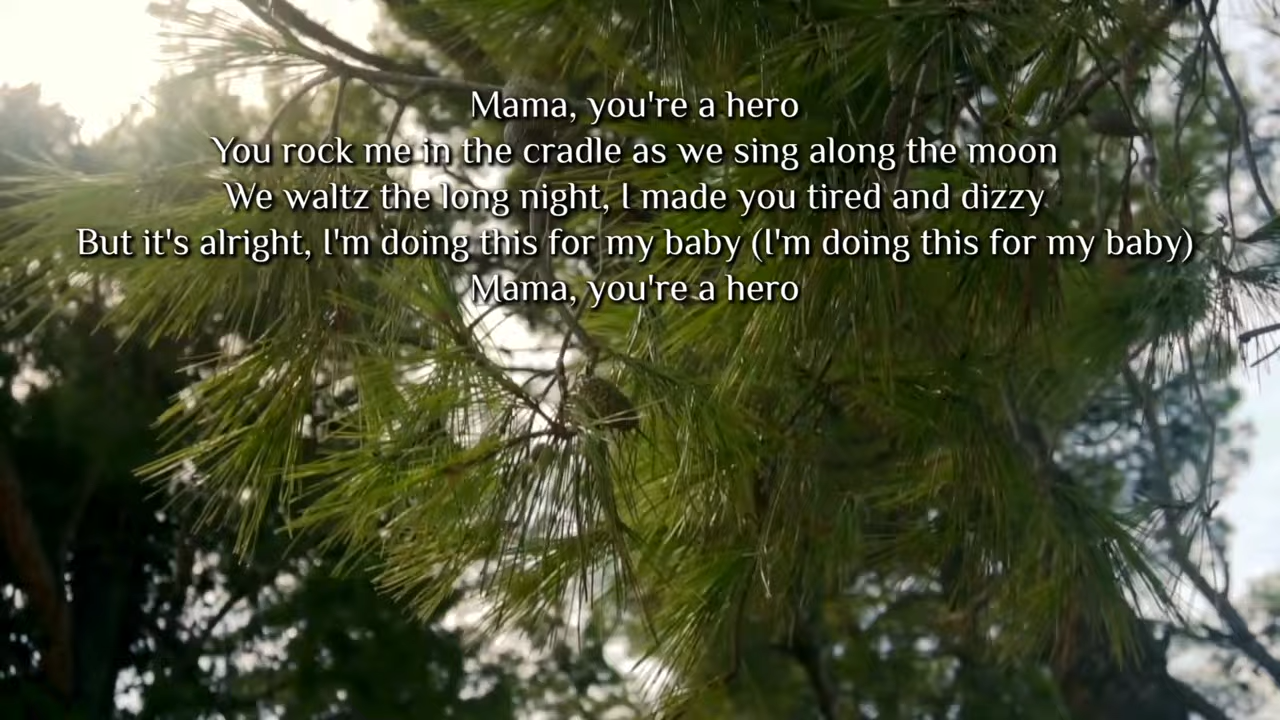 Mama, you're a hero
You rock me in the cradle as we sing along the moon
We waltz the long night, I made you tired and dizzy
But it's alright, I'm doing this for my baby (I'm doing this for my baby)
Mama, you're a hero